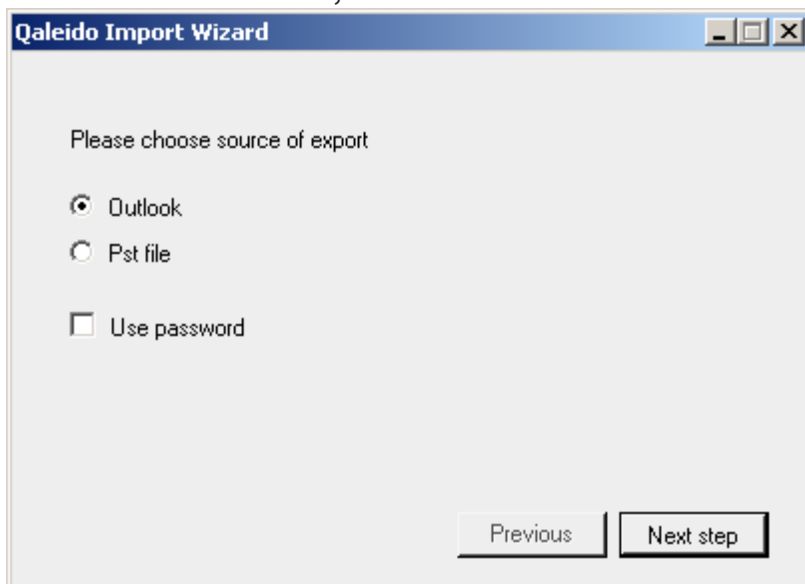 Qaleido Import Wizard
Please choose source of export
Outlook
Pst file
Use password
Previous Next step